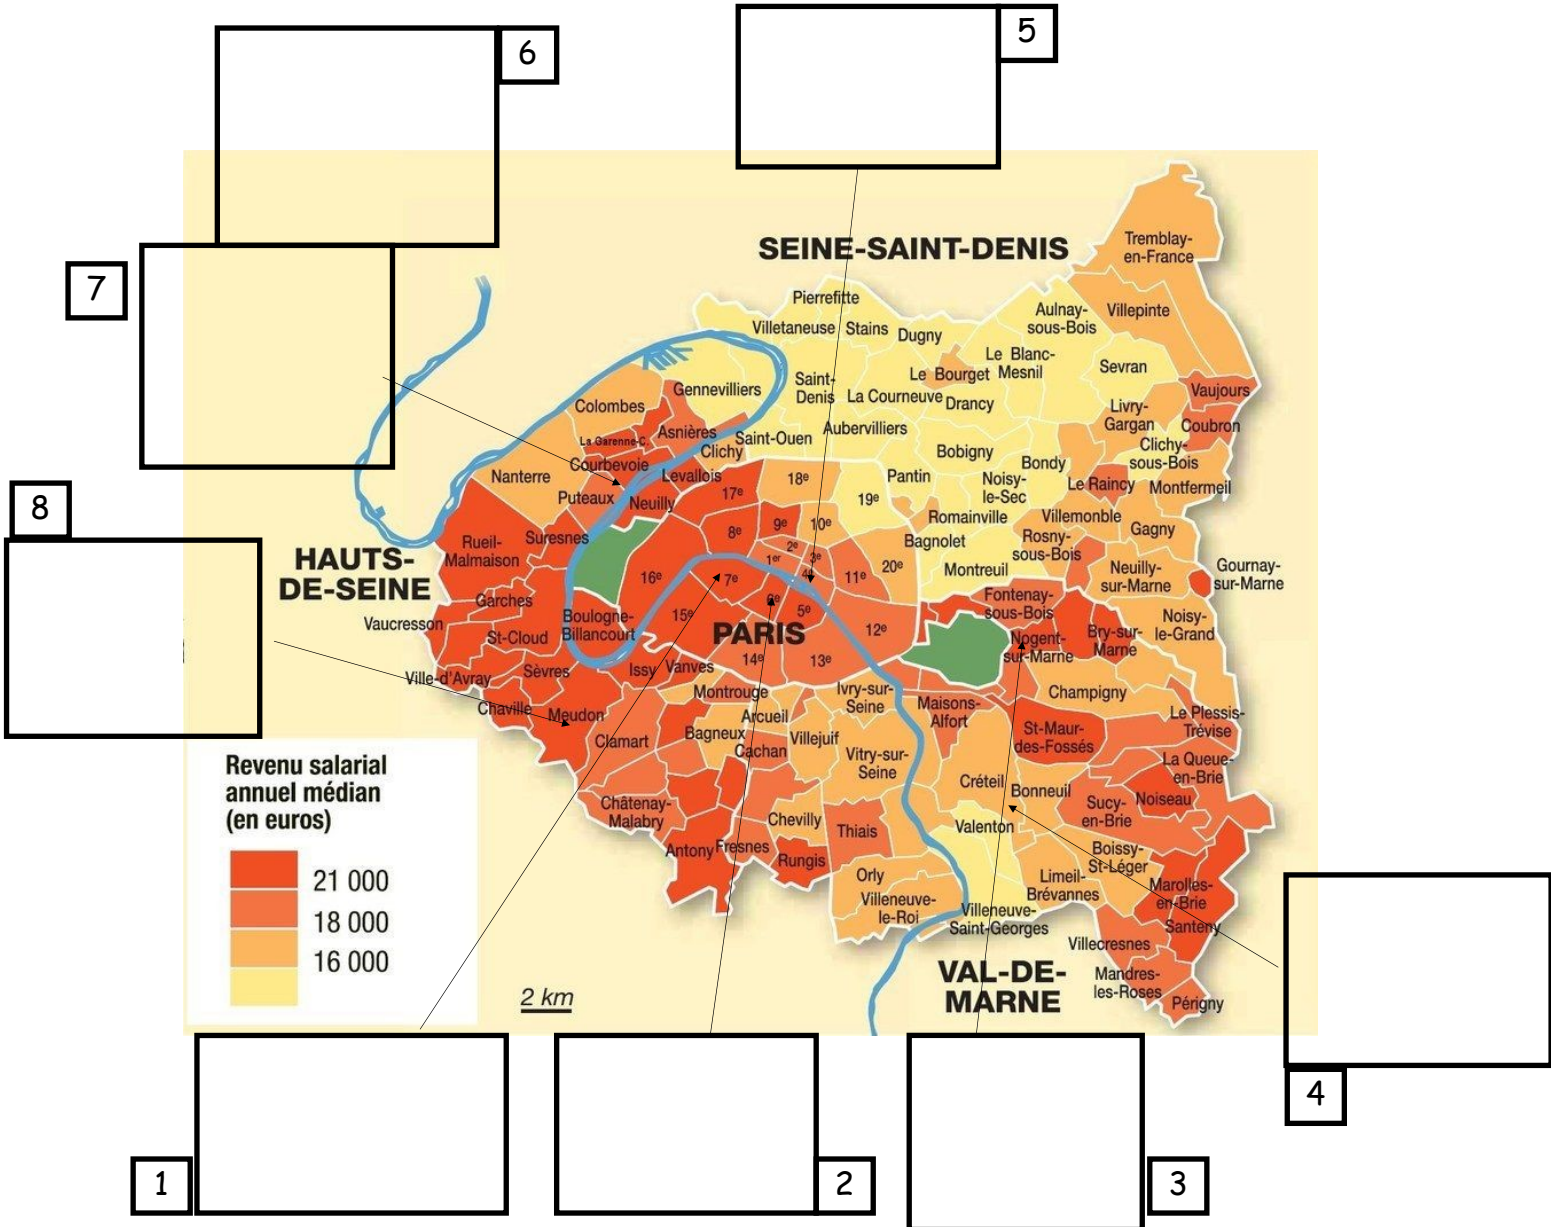 5
6
7
8
SEINE-SAINT-DENIS
Tremblay-
en-France
Pierrefitte
Villetaneuse
Stains
Dugny
Aulnay-
sous-Bois
Villepinte
Le Blanc-
Mesnil
Sevran
Le Bourget
Saint-
Denis
La Courneuve
Drancy
Vaujours
Gennevilliers
Colombes
Livry-
Gargan
Coubron
Asnières
La Garenne-C.
Saint-Ouen
Aubervilliers
Clichy
Clichy-
sous-Bois
Bobigny
Bondy
Courbevoie
Nanterre
Levallois
Pantin
Noisy-
le-Sec
Le Raincy
Montfermeil
Puteaux
Neuilly
17e
18e
19e
Romainville
Villemonble
Gagny
Suresnes
8e
9e
10e
Bagnolet
Rosny-
sous-Bois
Rueil-
Malmaison
2e
3e
1er
4e
11e
20e
Montreuil
Neuilly-
sur-Marne
Gournay-
sur-Marne
HAUTS-
DE-SEINE
16e
7e
6e
5e
Fontenay-
sous-Bois
Garches
Vaucresson
St-Cloud
Boulogne-
Billancourt
15e
PARIS
12e
Nogent-
sur-Marne
Bry-sur-
Marne
Noisy-
le-Grand
14e
13e
Ville-d'Avray
Sèvres
Issy
Vanves
Montrouge
Ivry-sur-
Seine
Champigny
Chaville
Meudon
Maisons-
Alfort
Le Plessis-
Trévise
Clamart
Bagneux
Arcueil
Cachan
Villejuif
St-Maur-
des-Fossés
Vitry-sur-
Seine
La Queue-
en-Brie
Créteil
Bonneuil
Châtenay-
Malabry
Sucy-
en-Brie
Noiseau
Chevilly
Thiais
Valenton
Antony
Fresnes
Rungis
Boissy-
St-Léger
Orly
Limeil-
Brévannes
Marolles-
en-Brie
Villeneuve-
le-Roi
Villeneuve-
Saint-Georges
Santeny
Villecresnes
VAL-DE-
MARNE
Mandres-
les-Roses
Périgny
Revenu salarial
annuel médian
(en euros)
21 000
18 000
16 000
2 km
4
1
2
3